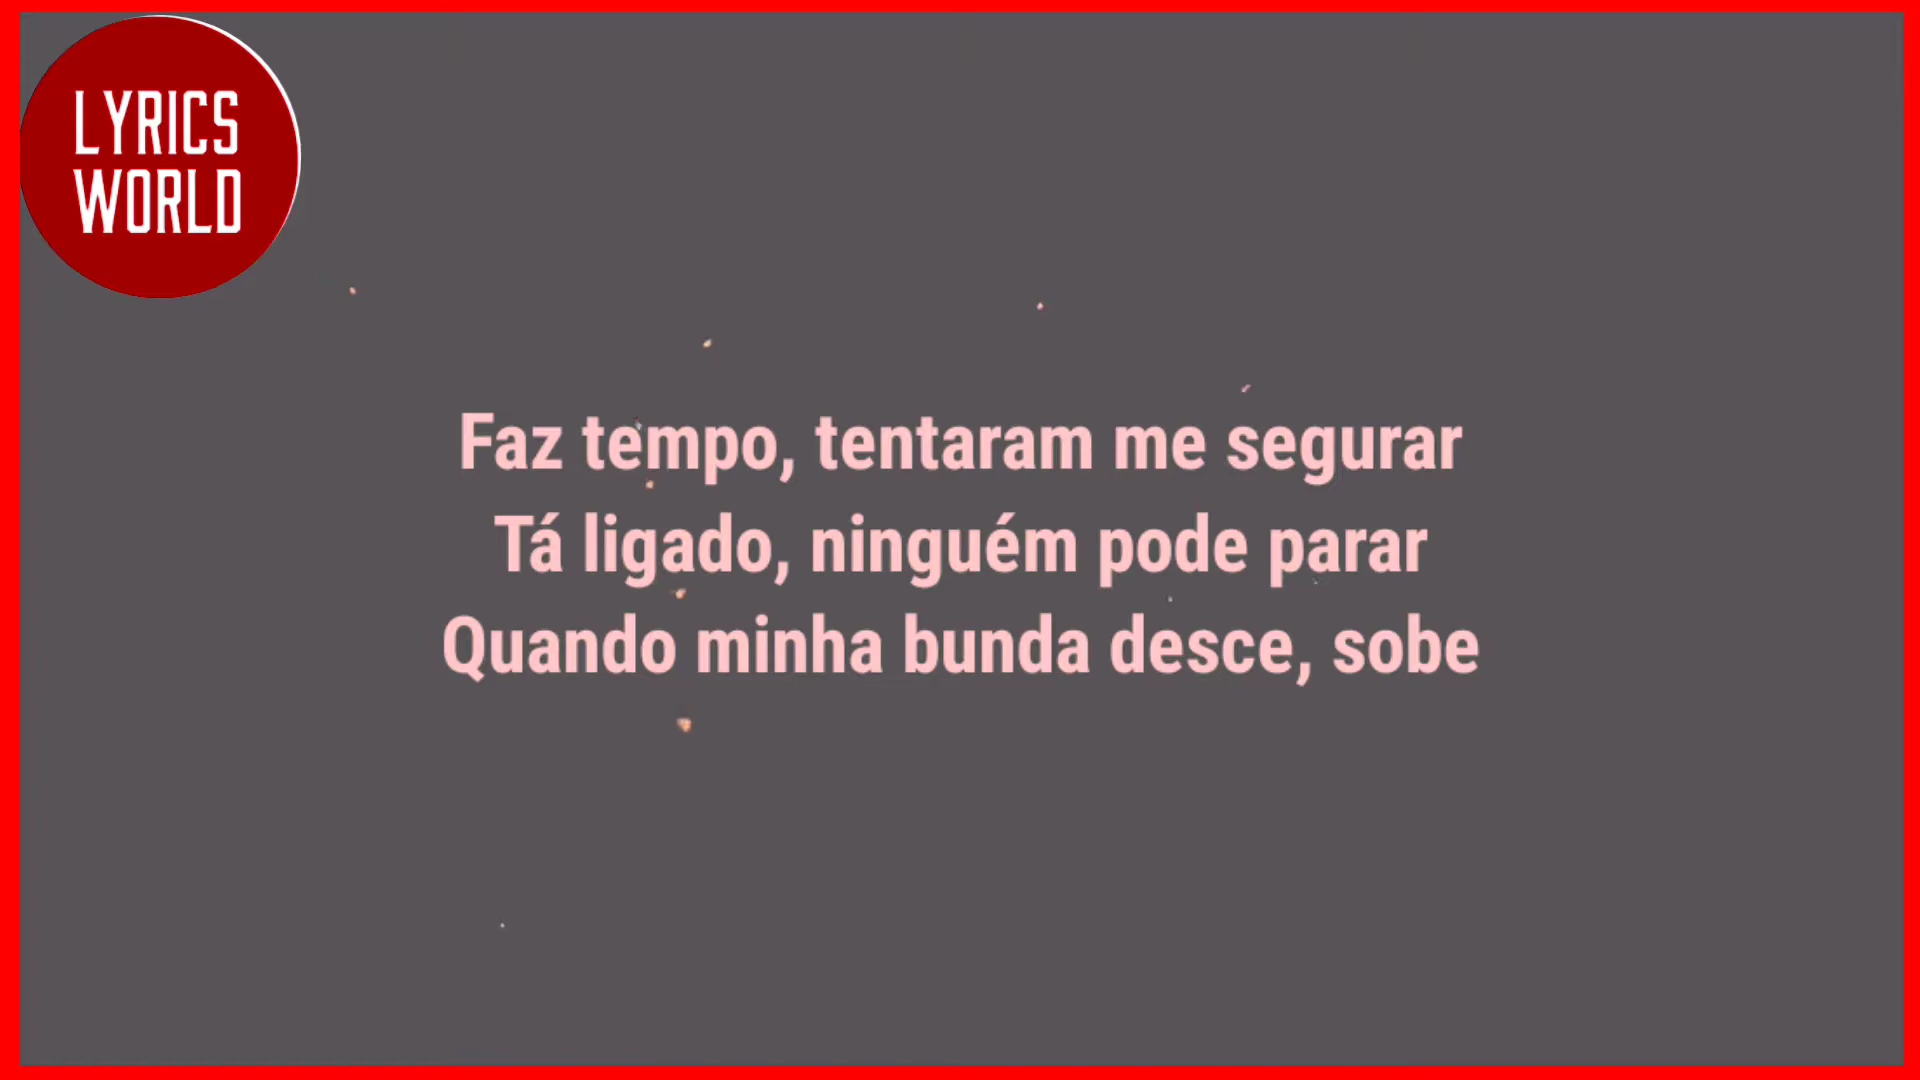 LYRICS
WORLD
Faz tempo, tentaram me segurar
Tá ligado, ninguém pode parar
Quando minha bunda desce, sobe